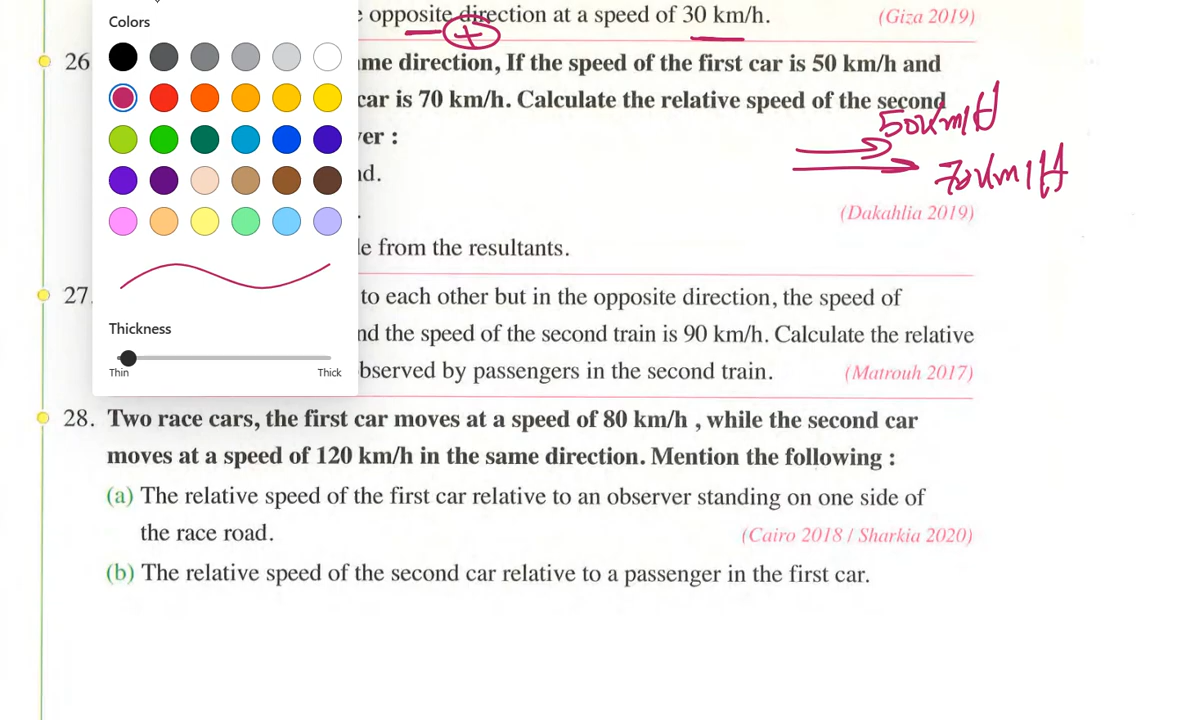 Colors
opposite direction at a speed of 30 km/h. (Giza 2019)
+
26 me direction, If the speed of the first car is 50 km/h and
car is 70 km/h. Calculate the relative speed of the second
50Km/H
er :
70Km/H
d.
(Dakahlia 2019)
e from the resultants.
27. to each other but in the opposite direction, the speed of
Thickness
nd the speed of the second train is 90 km/h. Calculate the relative
Thin Thick
bserved by passengers in the second train. (Matrouh 2017)
28. Two race cars, the first car moves at a speed of 80 km/h , while the second car
moves at a speed of 120 km/h in the same direction. Mention the following :
(a) The relative speed of the first car relative to an observer standing on one side of
the race road. (Cairo 2018 / Sharkia 2020)
(b) The relative speed of the second car relative to a passenger in the first car.